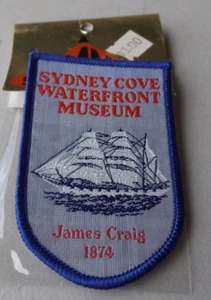 SYDNEY COVE
WATERFRONT
MUSEUM
James Craig
1874